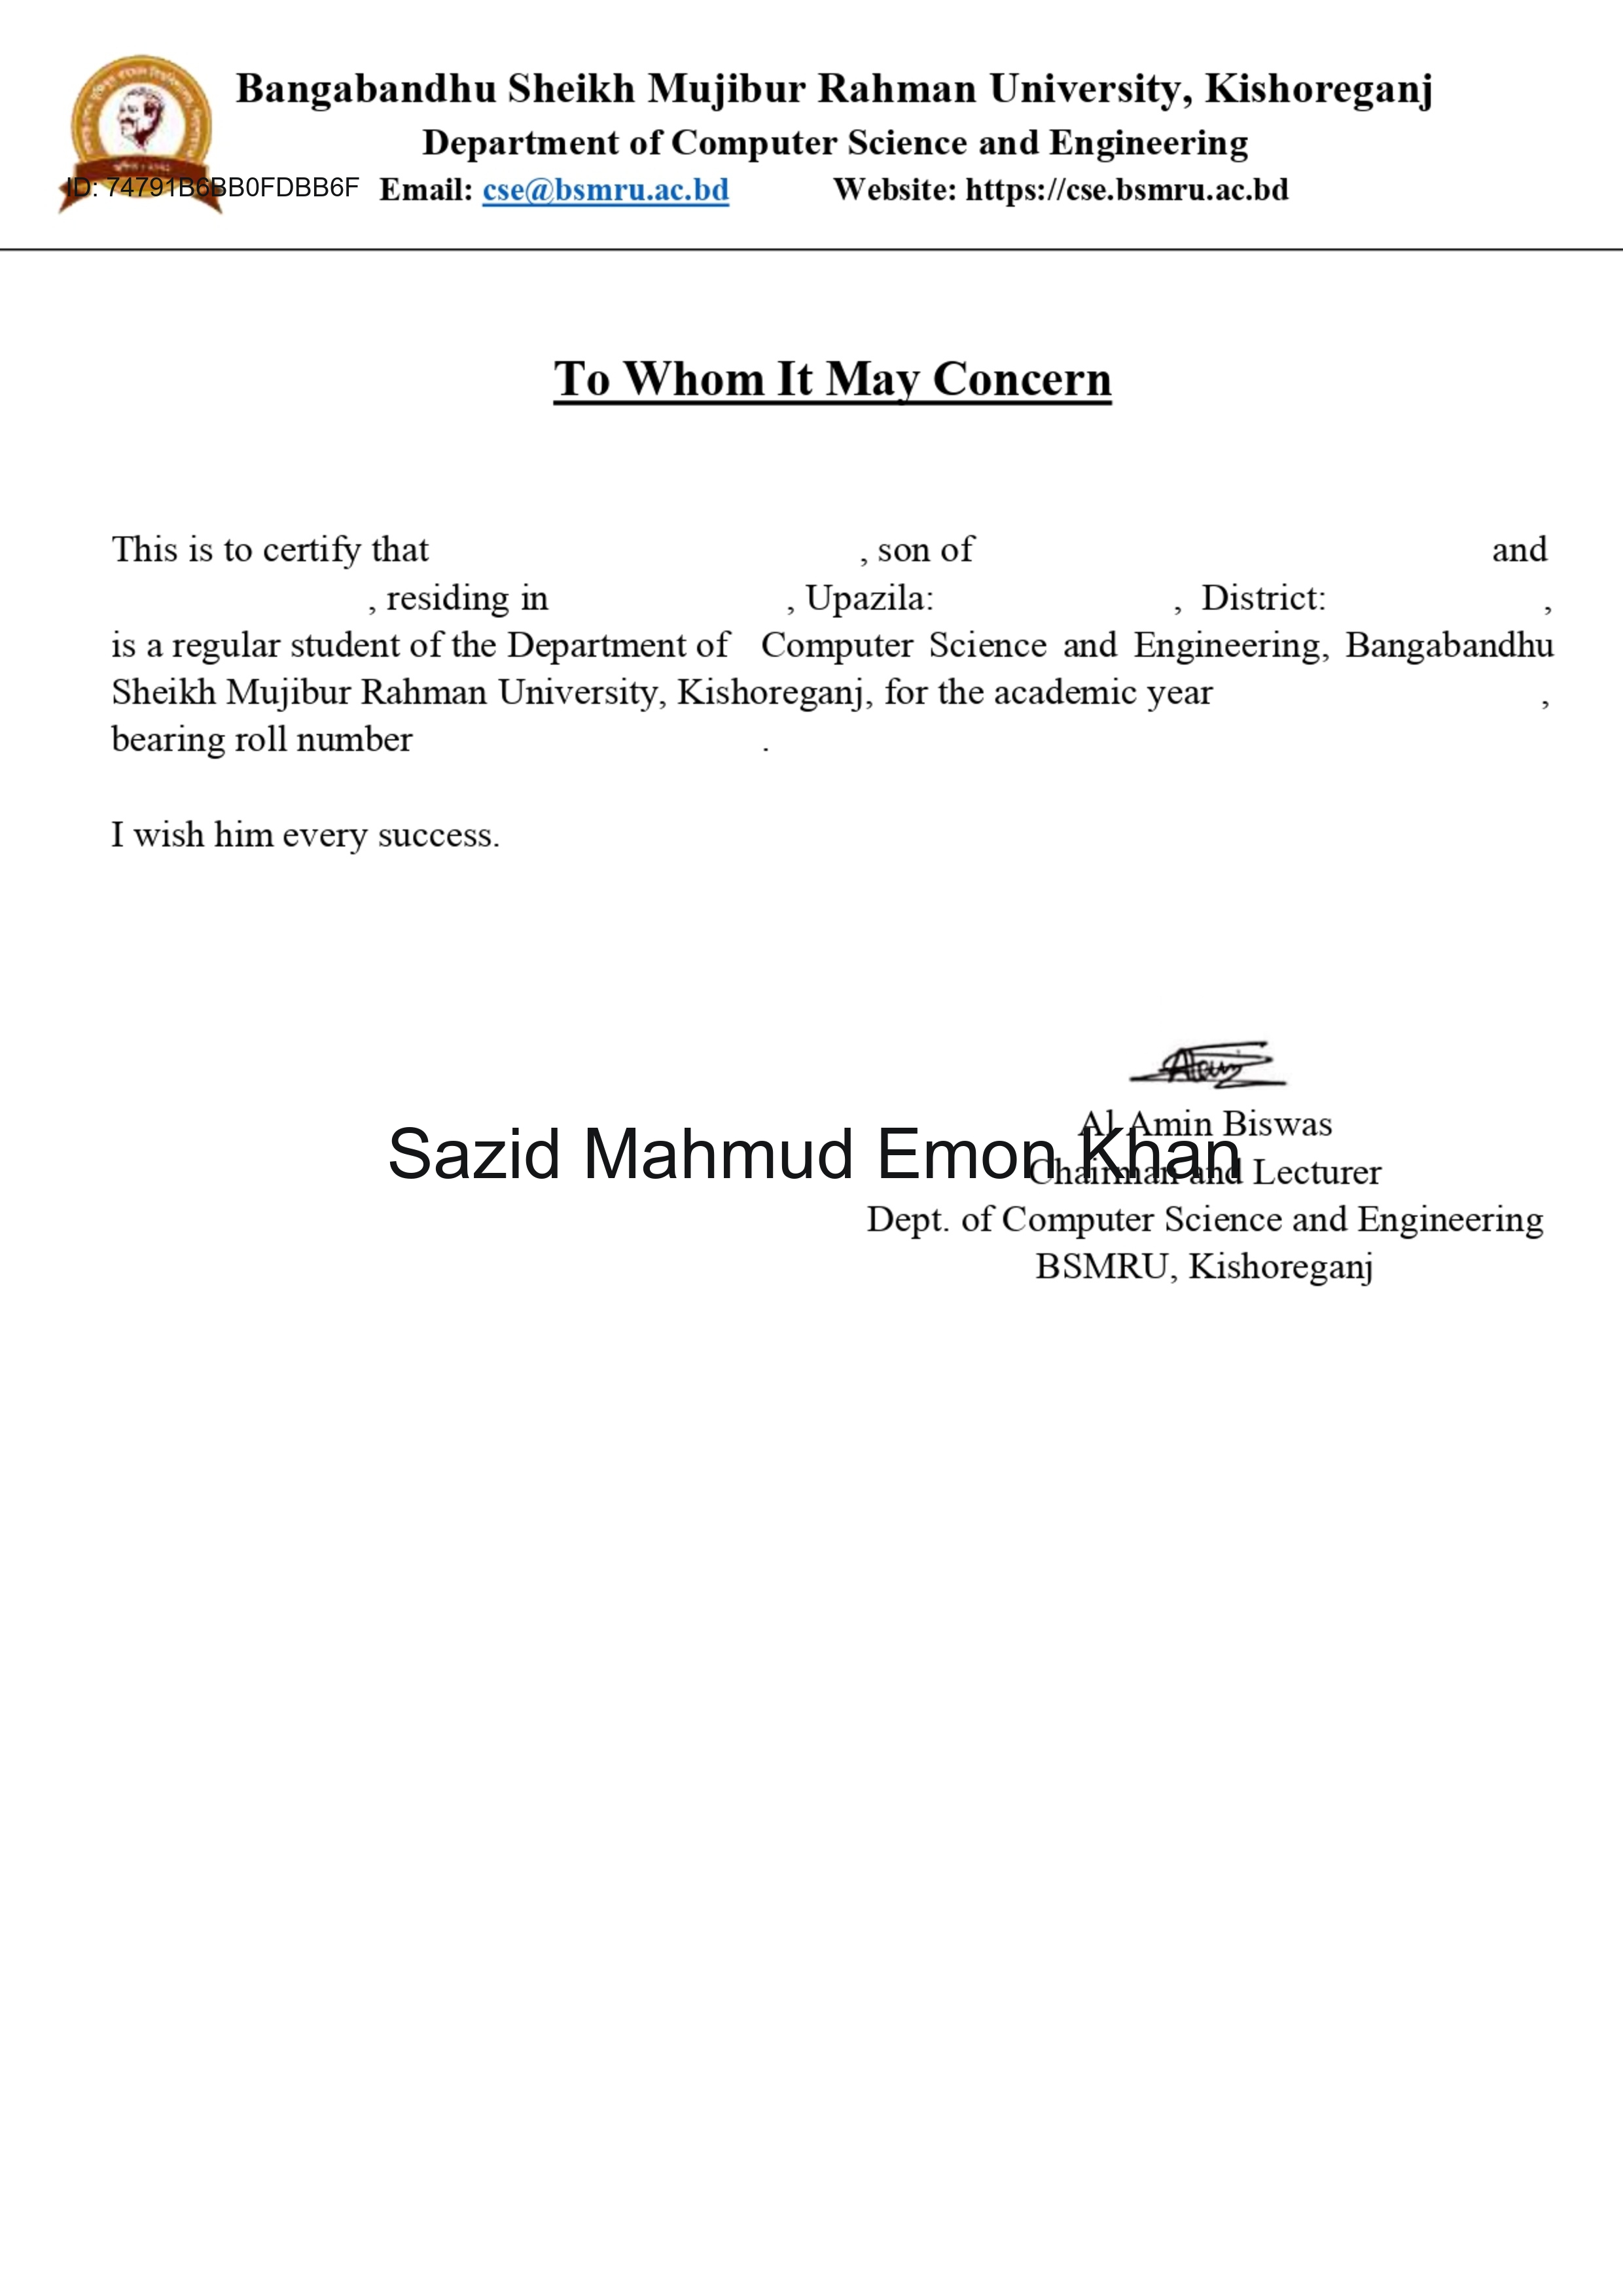 Bangabandhu Sheikh Mujibur Rahman University, Kishoreganj
Department of Computer Science and Engineering
ID: 74791B6BB0FDBB6F Email: cse@bsmru.ac.bd Website: https://cse.bsmru.ac.bd
To Whom It May Concern
This is to certify that , son of and
, residing in , Upazila: , District: ,
is a regular student of the Department of Computer Science and Engineering, Bangabandhu
Sheikh Mujibur Rahman University, Kishoreganj, for the academic year ,
bearing roll number .
I wish him every success.
Al Amin Biswas
Sazid Mahmud Emon Khan
Chairman and Lecturer
Dept. of Computer Science and Engineering
BSMRU, Kishoreganj